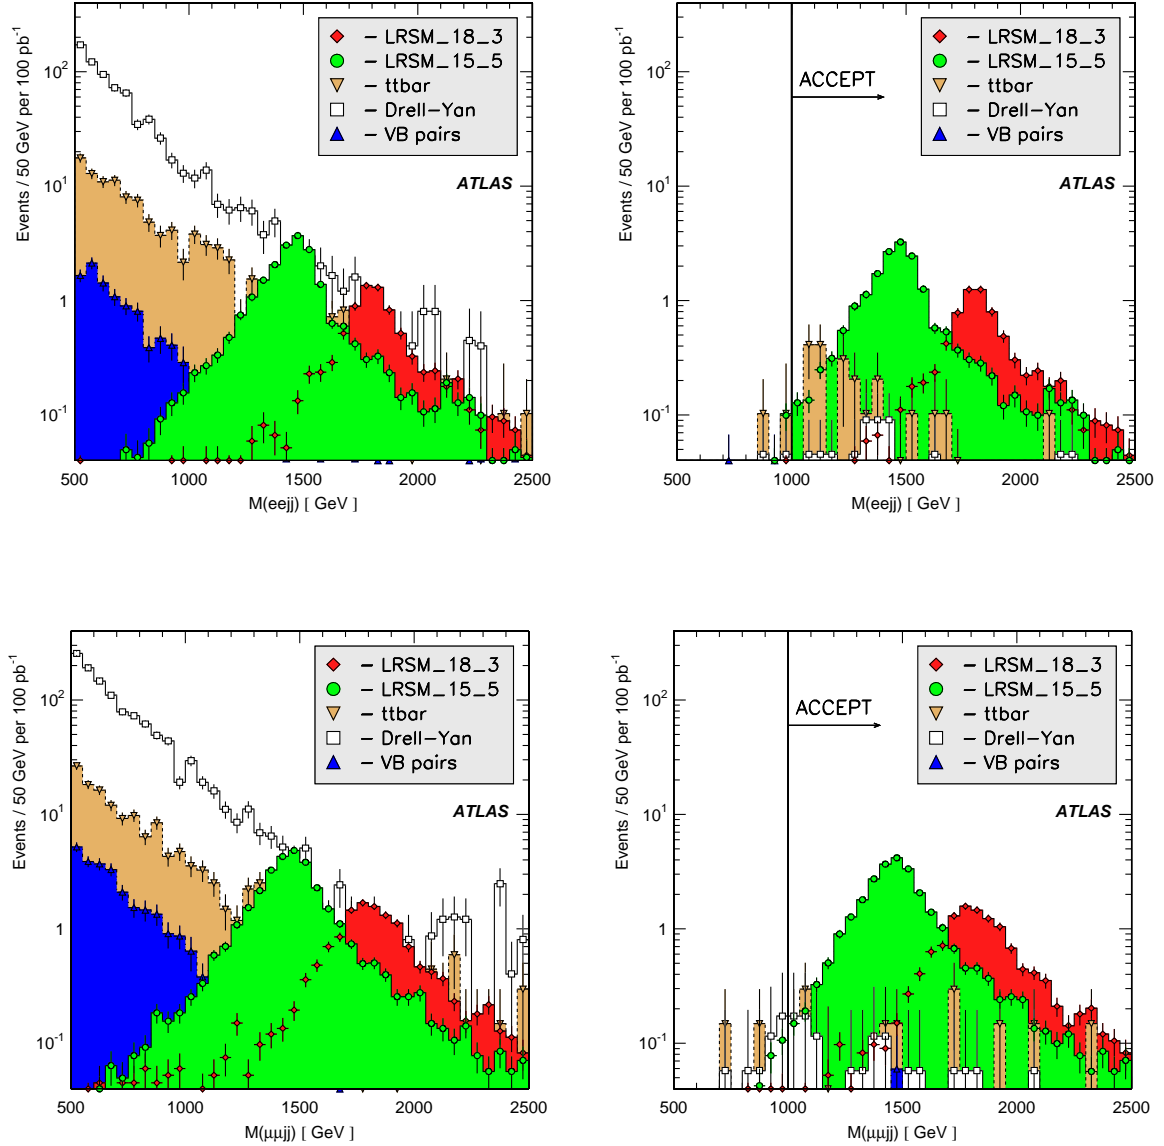 Events / 50 GeV per 100 pb-1
10²
10
1
10-1
– LRSM_18_3
– LRSM_15_5
– ttbar
– Drell–Yan
– VB pairs
ATLAS
500 1000 1500 2000 2500
M(eejj) [ GeV ]
Events / 50 GeV per 100 pb-1
10²
10
1
10-1
ACCEPT
– LRSM_18_3
– LRSM_15_5
– ttbar
– Drell–Yan
– VB pairs
ATLAS
500 1000 1500 2000 2500
M(eejj) [ GeV ]
Events / 50 GeV per 100 pb-1
10²
10
1
10-1
– LRSM_18_3
– LRSM_15_5
– ttbar
– Drell–Yan
– VB pairs
ATLAS
500 1000 1500 2000 2500
M(μμjj) [ GeV ]
Events / 50 GeV per 100 pb-1
10²
10
1
10-1
ACCEPT
– LRSM_18_3
– LRSM_15_5
– ttbar
– Drell–Yan
– VB pairs
ATLAS
500 1000 1500 2000 2500
M(μμjj) [ GeV ]